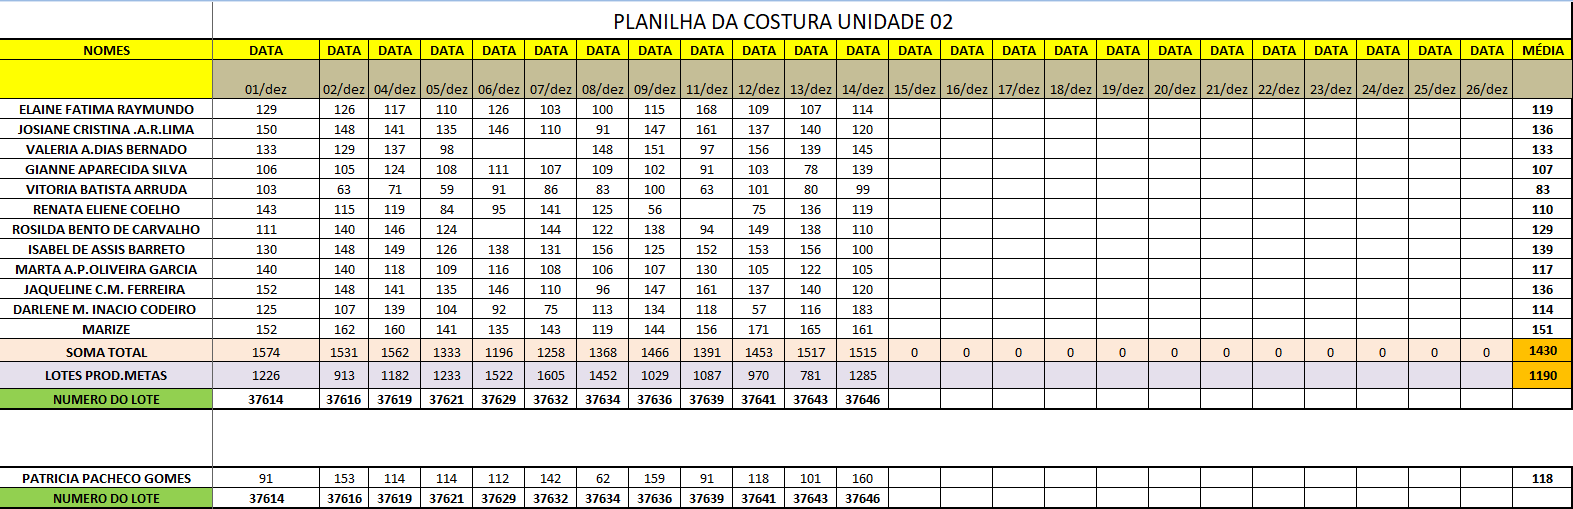 PLANILHA DA COSTURA UNIDADE 02
NOMES DATA DATA DATA DATA DATA DATA DATA DATA DATA DATA DATA DATA DATA DATA DATA DATA DATA DATA DATA DATA DATA DATA DATA DATA MÉDIA
01/dez 02/dez 04/dez 05/dez 06/dez 07/dez 08/dez 09/dez 11/dez 12/dez 13/dez 14/dez 15/dez 16/dez 17/dez 18/dez 19/dez 20/dez 21/dez 22/dez 23/dez 24/dez 25/dez 26/dez
ELAINE FATIMA RAYMUNDO 129 126 117 110 126 103 100 115 168 109 107 114 119
JOSIANE CRISTINA .A.R.LIMA 150 148 141 135 146 110 91 147 161 137 140 120 136
VALERIA A.DIAS BERNADO 133 129 137 98 148 151 97 156 139 145 133
GIANNE APARECIDA SILVA 106 105 124 108 111 107 109 102 91 103 78 139 107
VITORIA BATISTA ARRUDA 103 63 71 59 91 86 83 100 63 101 80 99 83
RENATA ELIENE COELHO 143 115 119 84 95 141 125 56 75 136 119 110
ROSILDA BENTO DE CARVALHO 111 140 146 124 144 122 138 94 149 138 110 129
ISABEL DE ASSIS BARRETO 130 148 149 126 138 131 156 125 152 153 156 100 139
MARTA A.P.OLIVEIRA GARCIA 140 140 118 109 116 108 106 107 130 105 122 105 117
JAQUELINE C.M. FERREIRA 152 148 141 135 146 110 96 147 161 137 140 120 136
DARLENE M. INACIO CODEIRO 125 107 139 104 92 75 113 134 118 57 116 183 114
MARIZE 152 162 160 141 135 143 119 144 156 171 165 161 151
SOMA TOTAL 1574 1531 1562 1333 1196 1258 1368 1466 1391 1453 1517 1515 0 0 0 0 0 0 0 0 0 0 0 0 1430
LOTES PROD.METAS 1226 913 1182 1233 1522 1605 1452 1029 1087 970 781 1285 1190
NUMERO DO LOTE 37614 37616 37619 37621 37629 37632 37634 37636 37639 37641 37643 37646
PATRICIA PACHECO GOMES 91 153 114 114 112 142 62 159 91 118 101 160 118
NUMERO DO LOTE 37614 37616 37619 37621 37629 37632 37634 37636 37639 37641 37643 37646